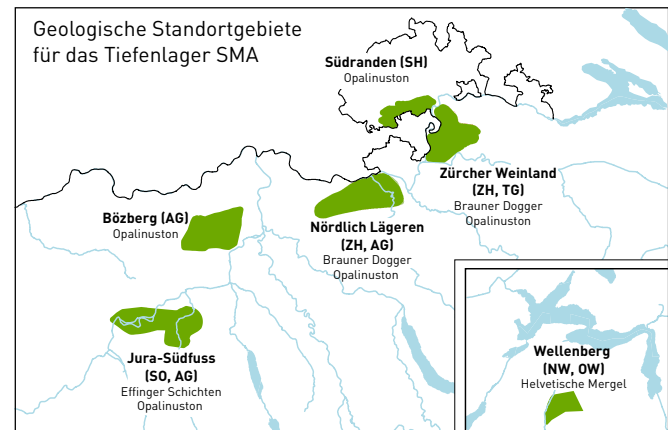 Geologische Standortgebiete
für das Tiefenlager SMA
Südranden (SH)
Opalinuston
Zürcher Weinland
(ZH, TG)
Brauner Dogger
Opalinuston
Bözberg (AG)
Opalinuston
Nördlich Lägeren
(ZH, AG)
Brauner Dogger
Opalinuston
Jura-Südfuss
(SO, AG)
Effinger Schichten
Opalinuston
Wellenberg
(NW, OW)
Helvetische Mergel